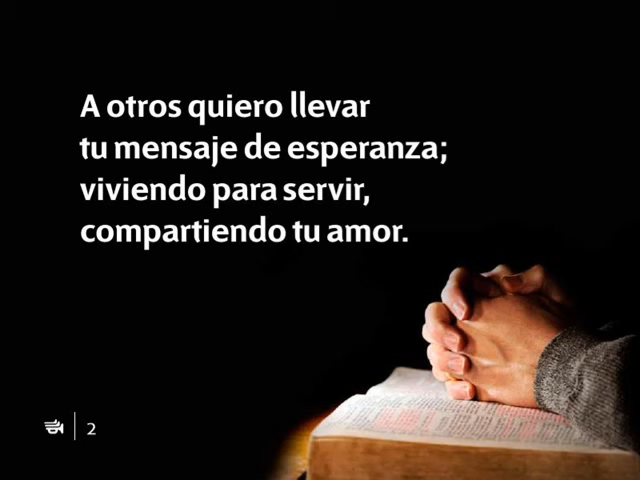 A otros quiero llevar
tu mensaje de esperanza;
viviendo para servir,
compartiendo tu amor.
2